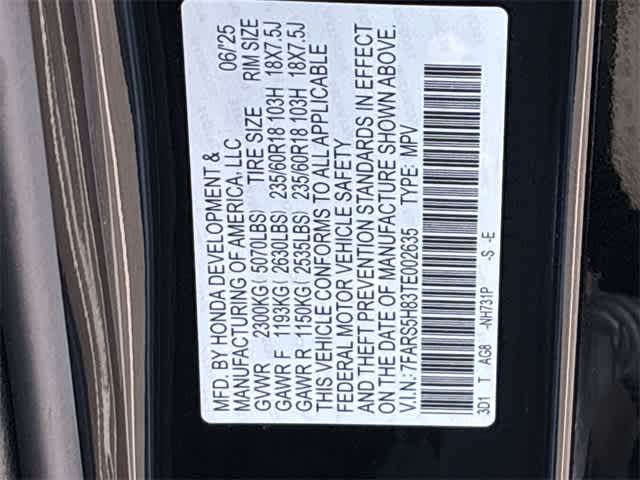 MFD. BY HONDA DEVELOPMENT &
MANUFACTURING OF AMERICA, LLC 06/'25
GVWR 2300KG ( 5070LBS) TIRE SIZE RIM SIZE
GAWR F 1193KG ( 2630LBS) 235/60R18 103H 18X7.5J
GAWR R 1150KG ( 2535LBS) 235/60R18 103H 18X7.5J
THIS VEHICLE CONFORMS TO ALL APPLICABLE
FEDERAL MOTOR VEHICLE SAFETY
AND THEFT PREVENTION STANDARDS IN EFFECT
ON THE DATE OF MANUFACTURE SHOWN ABOVE.
V.I.N.: 7FARS5H83TE002635 TYPE: MPV
3D1 T AG8 -NH731P -S -E